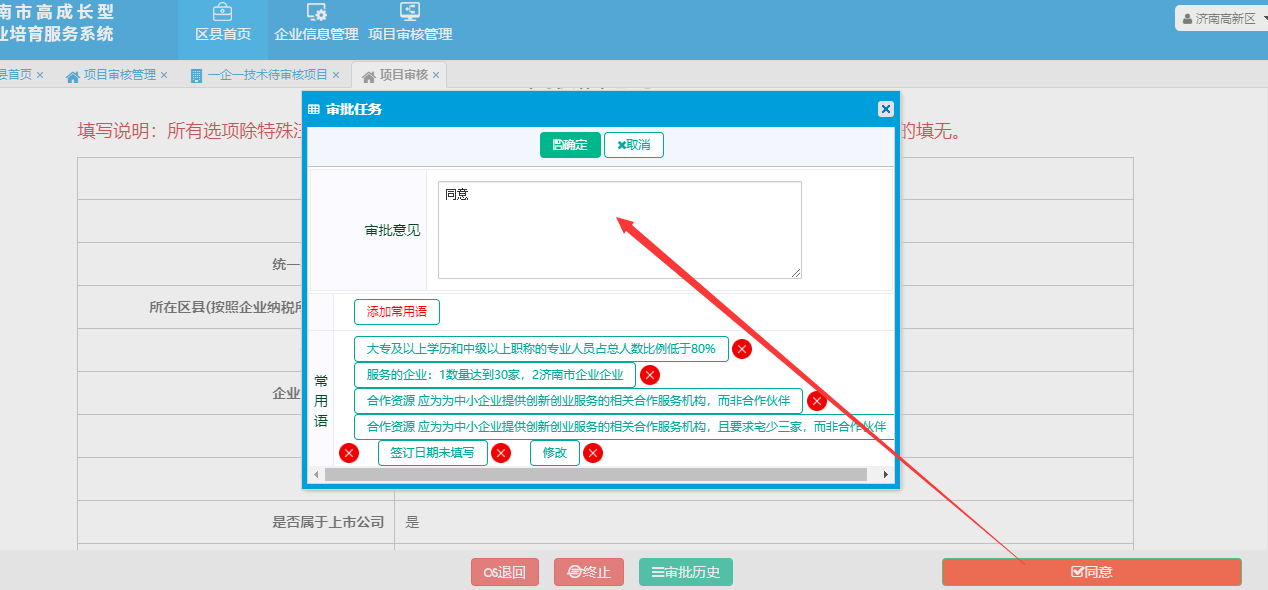 南市高成长型
业培育服务系统
区县首页
企业信息管理
项目审核管理
济南高新区
县首页 ×
项目审核管理 ×
一企一技术待审核项目 ×
项目审核 ×
审批任务
填写说明：所有选项除特殊
的填无。
确定
取消
审批意见
同意
统一
所在区县(按照企业纳税所
添加常用语
常用语
大专及以上学历和中级以上职称的专业人员占总人数比例低于80%
服务的企业：1数量达到30家，2济南市企业企业
企业
合作资源 应为为中小企业提供创新创业服务的相关合作服务机构，而非合作伙伴
合作资源 应为为中小企业提供创新创业服务的相关合作服务机构，且要求宅少三家，而非合作伙伴
签订日期未填写
修改
是否属于上市公司
是
退回
终止
审批历史
同意